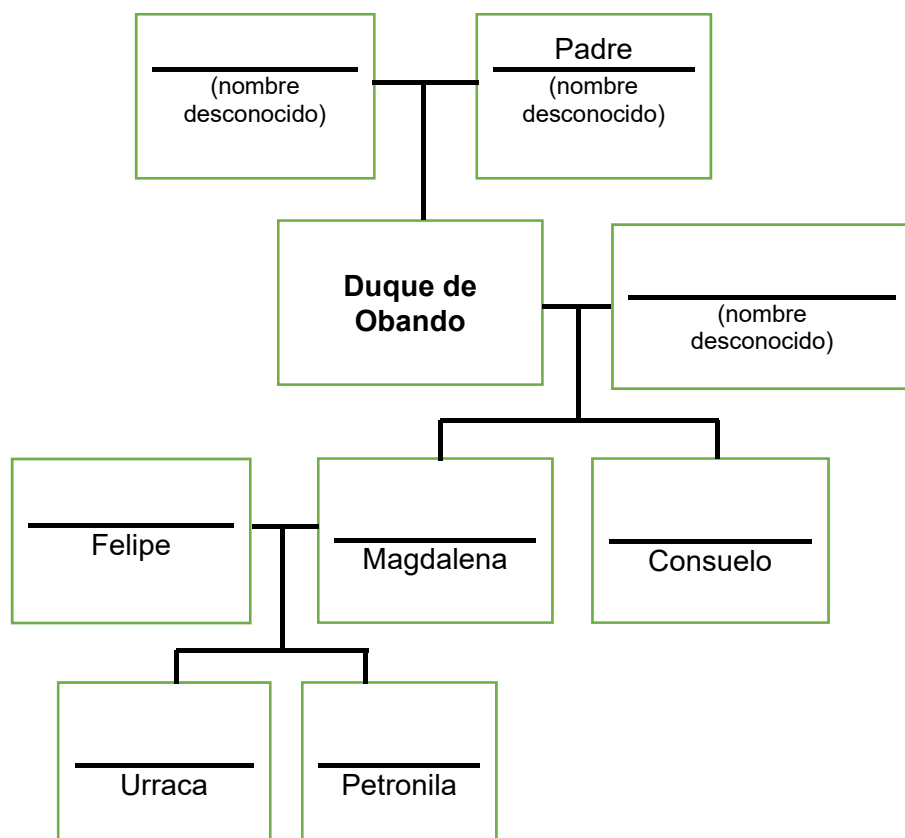 Padre
(nombre
desconocido)
(nombre
desconocido)
Duque de
Obando
(nombre
desconocido)
Felipe
Magdalena
Consuelo
Urraca
Petronila